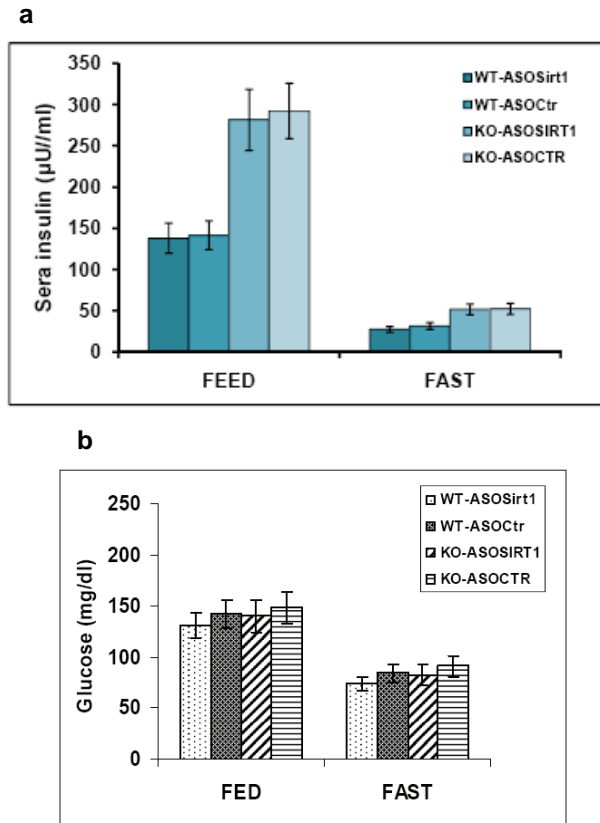 a
Sera insulin (µU//ml)
350
300
250
200
150
100
50
0
FEED
FAST
WT-ASOSirt1
WT-ASOCtr
KO-ASOSIRT1
KO-ASOCTR
b
Glucose (mg/dl)
250
200
150
100
50
0
FED
FAST
WT-ASOSirt1
WT-ASOCtr
KO-ASOSIRT1
KO-ASOCTR